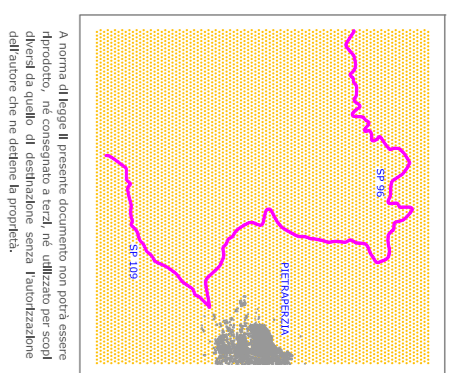 SP 96
PIETRAPERZIA
SP 109
A norma di legge il presente documento non potrà essere
riprodotto, né consegnato a terzi, né utilizzato per scopi
diversi da quello di destinazione senza l'autorizzazione
dell'autore che ne detiene la proprietà.